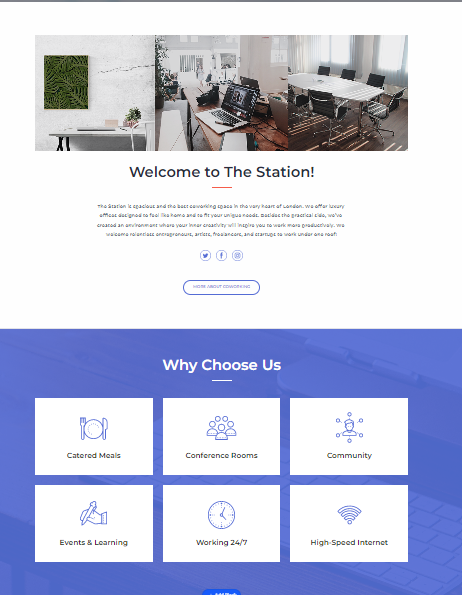 Welcome to The Station!
The Station is spacious and the best coworking space in the very heart of London. We offer luxury
offices designed to feel like home and to fit your unique needs. Besides the practical side, we've
created an environment where your inner creativity will inspire you to work more productively. We
welcome relentless entrepreneurs, artists, freelancers, and startups to work under one roof!
MORE ABOUT COWORKING
Why Choose Us
Catered Meals
Conference Rooms
Community
Events & Learning
Working 24/7
High-Speed Internet